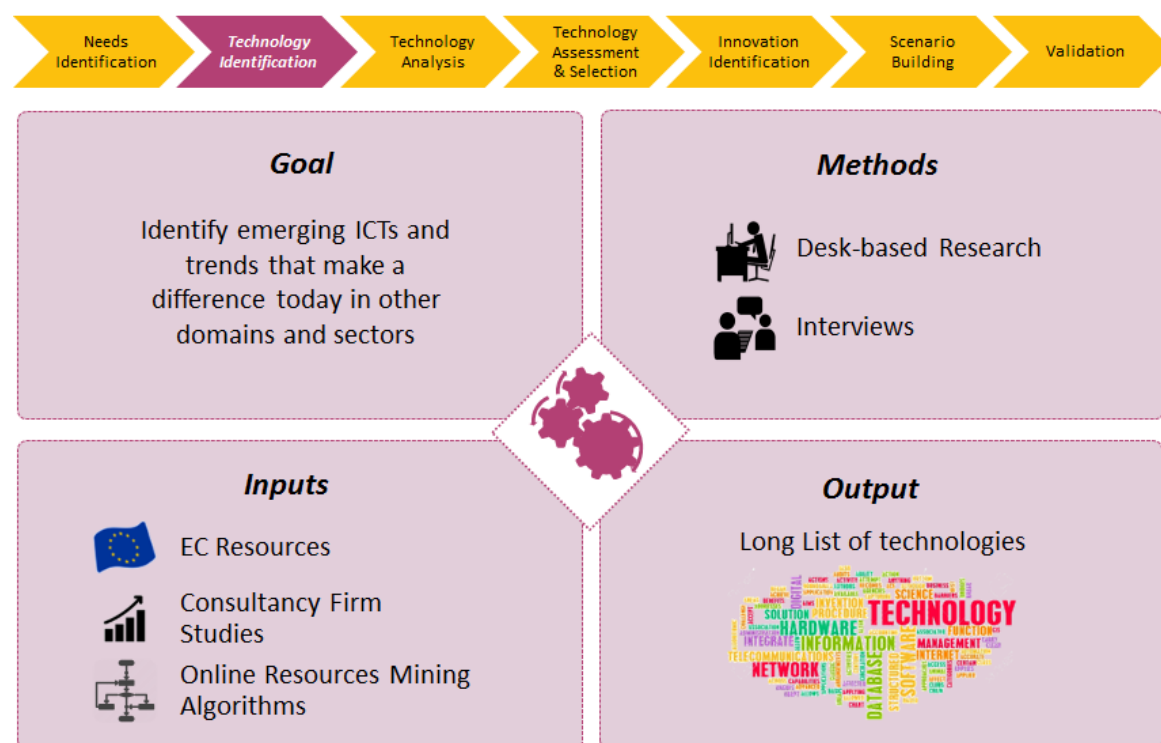 Needs
Identification
Technology
Identification
Technology
Analysis
Technology
Assessment
& Selection
Innovation
Identification
Scenario
Building
Validation
Goal
Identify emerging ICTs and
trends that make a
difference today in other
domains and sectors
Methods
Desk-based Research
Interviews
Inputs
EC Resources
Consultancy Firm
Studies
Online Resources Mining
Algorithms
Output
Long List of technologies
DIGITAL
SCIENCE
INVENTION
PROCEDURE
SOLUTION
TECHNOLOGY
HARDWARE
FUNCTION
INTEGRATE
INFORMATION
MANAGEMENT
TELECOMMUNICATIONS
INTERNET
NETWORK
DATABASE
STRUCTURED
SOFTWARE